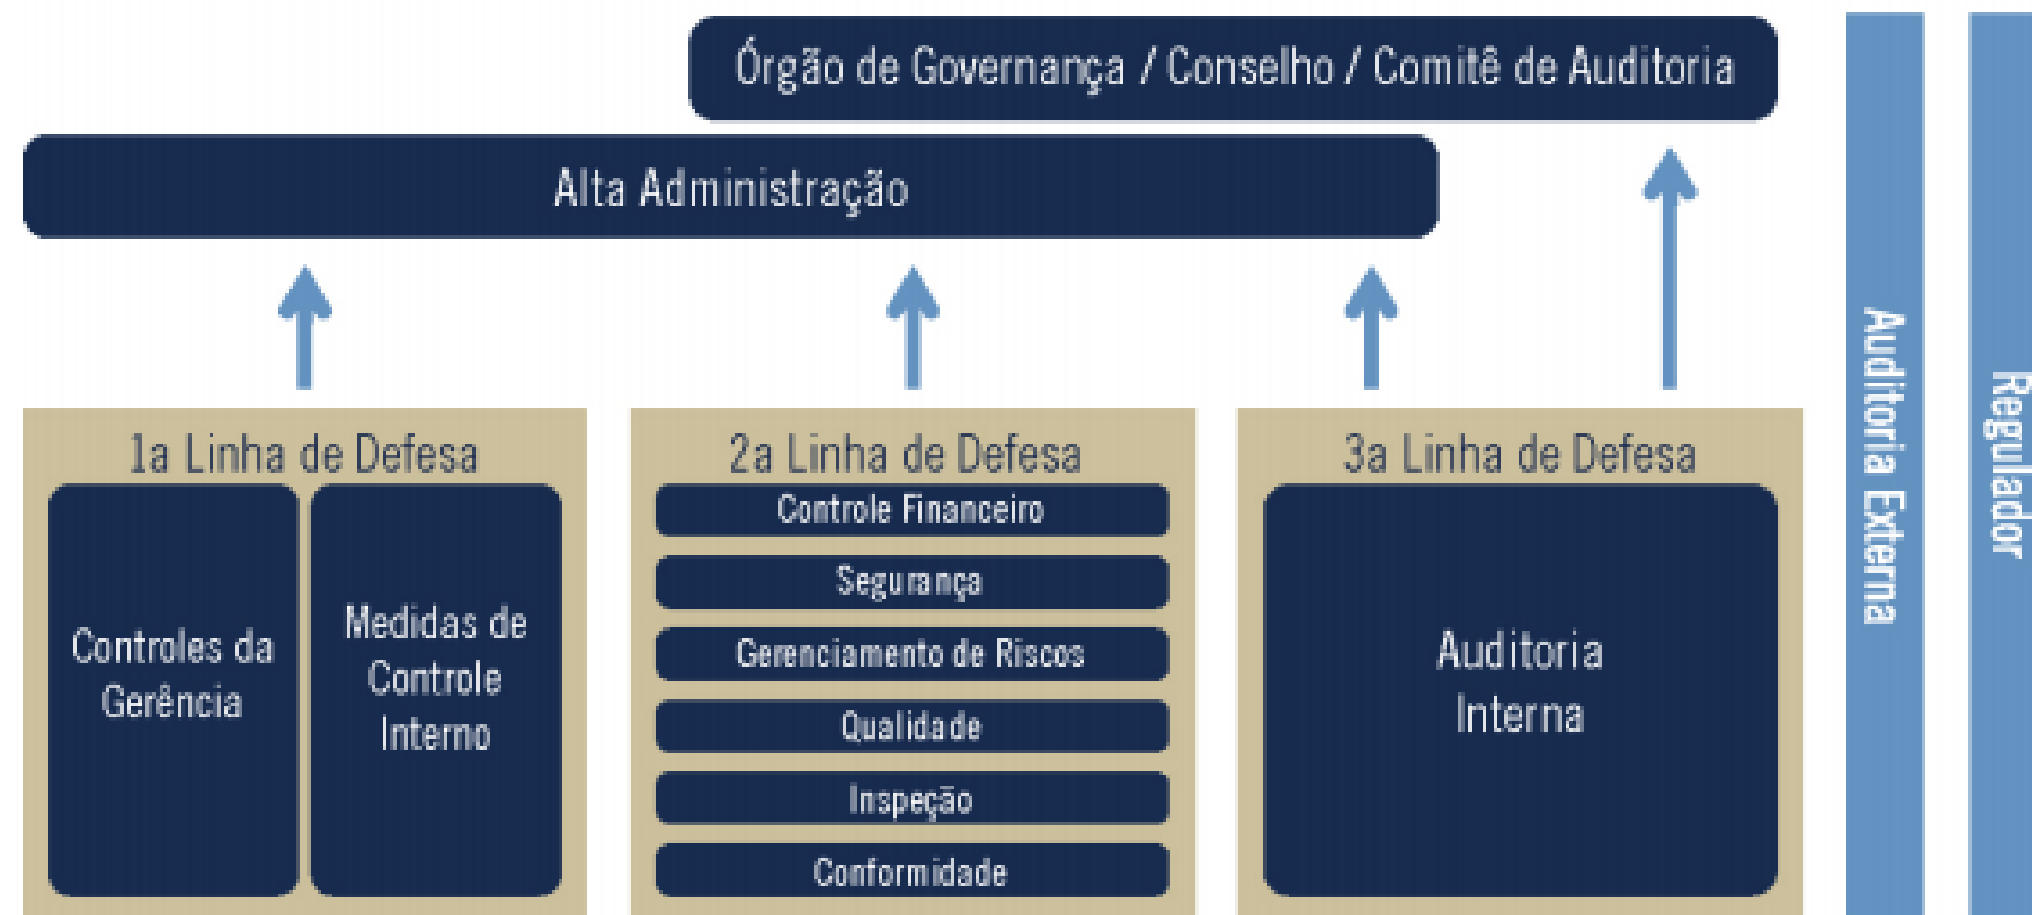 Órgão de Governança / Conselho / Comitê de Auditoria
Alta Administração
1a Linha de Defesa
Controles da
Gerência
Medidas de
Controle
Interno
2a Linha de Defesa
Controle Financeiro
Segurança
Gerenciamento de Riscos
Qualidade
Inspeção
Conformidade
3a Linha de Defesa
Auditoria
Interna
Auditoria Externa
Regulador